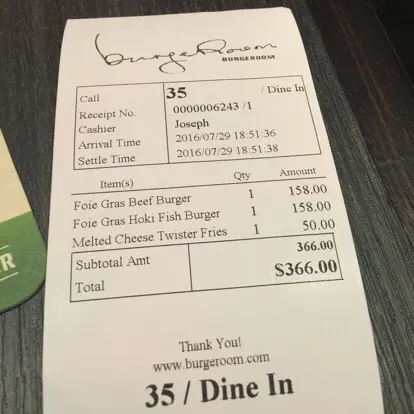 burgeRoom
BURGEROOM
Call 35 / Dine In
Receipt No. 0000006243 /1
Cashier Joseph
Arrival Time 2016/07/29 18:51:36
Settle Time 2016/07/29 18:51:38
Item(s) Qty Amount
Foie Gras Beef Burger 1 158.00
Foie Gras Hoki Fish Burger 1 158.00
Melted Cheese Twister Fries 1 50.00
Subtotal Amt 366.00
Total $366.00
Thank You!
www.burgeroom.com
35 / Dine In